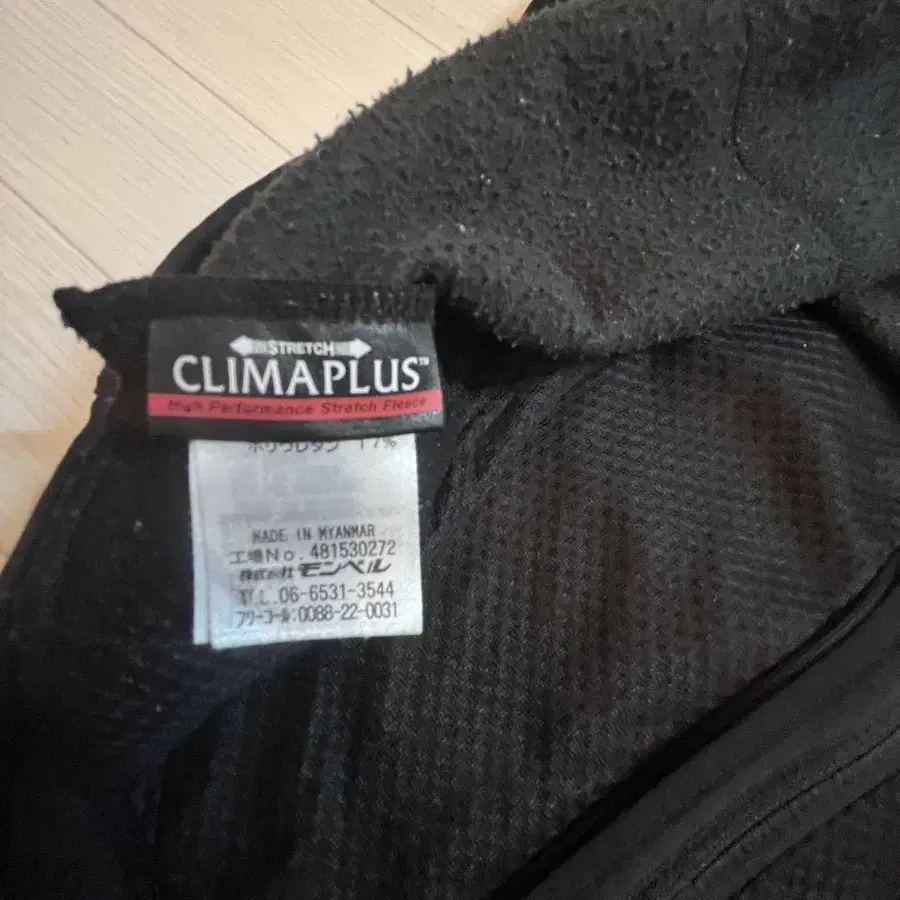 STRETCH
CLIMAPLUS™
High Performance Stretch Fleece
ポリウレタン 17%
MADE IN MYANMAR
工場No. 481530272
株式会社 モンベル
TEL.06-6531-3544
フリーコール:0088-22-0031